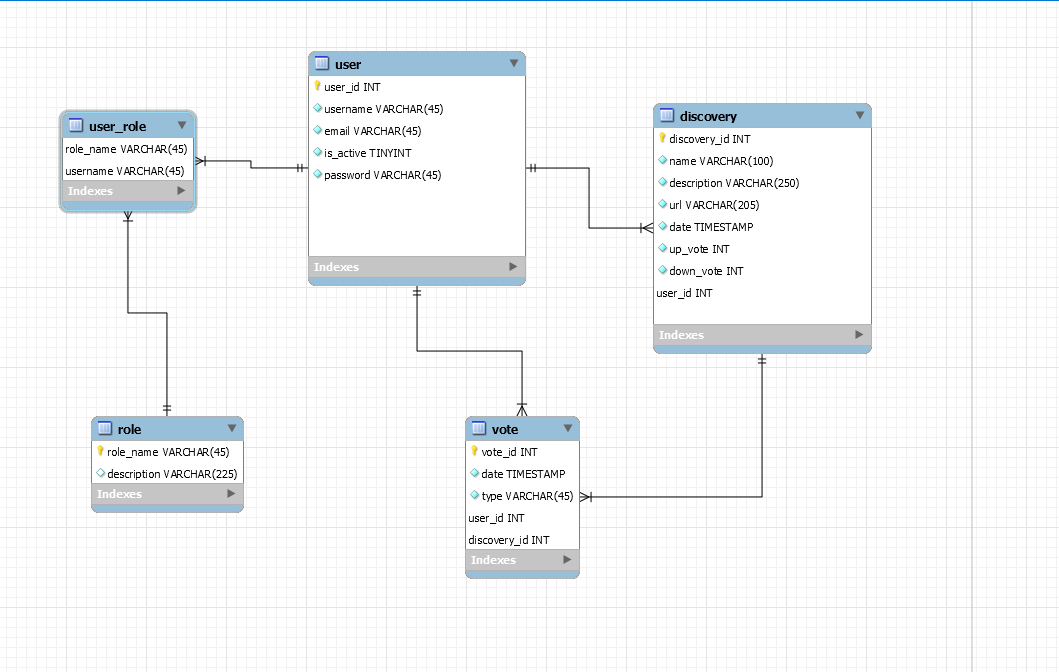 user
user_id INT
username VARCHAR(45)
email VARCHAR(45)
is_active TINYINT
password VARCHAR(45)
Indexes
user_role
role_name VARCHAR(45)
username VARCHAR(45)
Indexes
discovery
discovery_id INT
name VARCHAR(100)
description VARCHAR(250)
url VARCHAR(205)
date TIMESTAMP
up_vote INT
down_vote INT
user_id INT
Indexes
role
role_name VARCHAR(45)
description VARCHAR(225)
Indexes
vote
vote_id INT
date TIMESTAMP
type VARCHAR(45)
user_id INT
discovery_id INT
Indexes